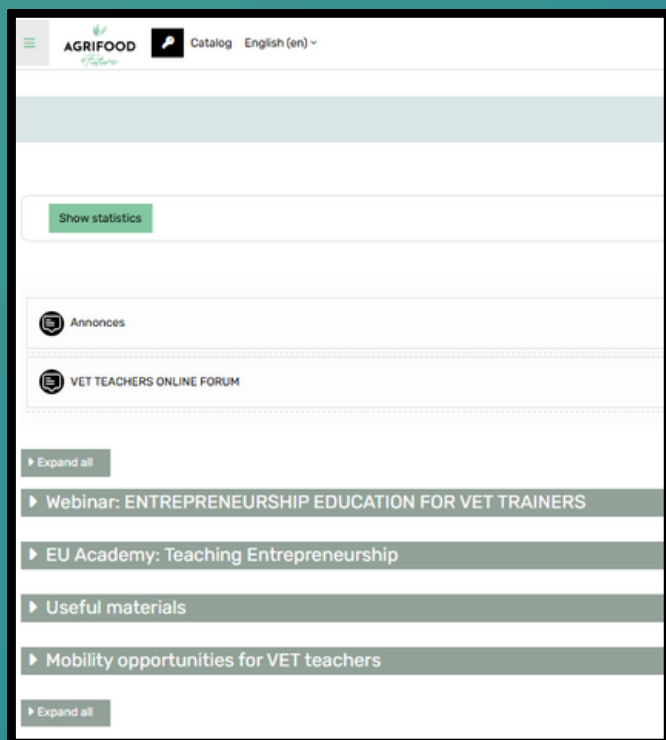 AGRIFOOD
Future
Catalog English (en)
Show statistics
Annonces
VET TEACHERS ONLINE FORUM
Expand all
Webinar: ENTREPRENEURSHIP EDUCATION FOR VET TRAINERS
EU Academy: Teaching Entrepreneurship
Useful materials
Mobility opportunities for VET teachers
Expand all